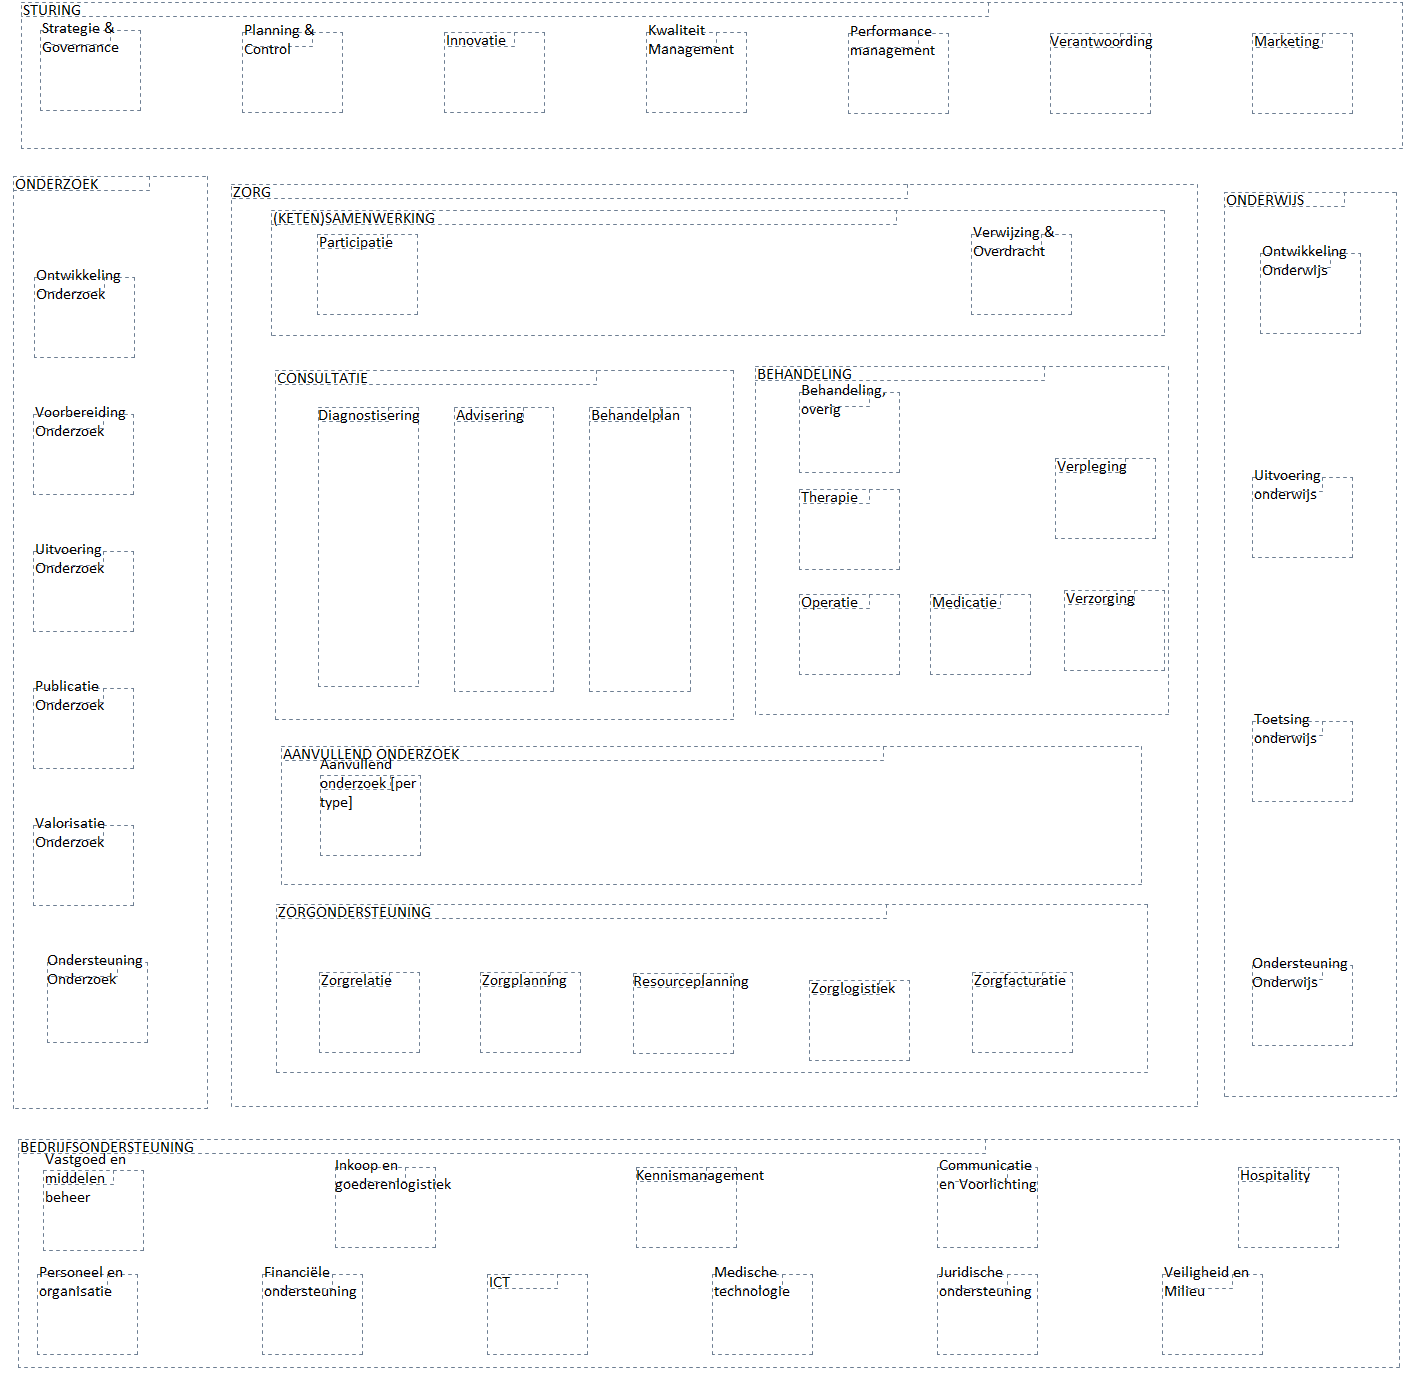 STURING
Strategie &
Governance
Planning &
Control
Innovatie
Kwaliteit
Management
Performance
management
Verantwoording
Marketing
ONDERZOEK
Ontwikkeling
Onderzoek
Voorbereiding
Onderzoek
Uitvoering
Onderzoek
Publicatie
Onderzoek
Valorisatie
Onderzoek
Ondersteuning
Onderzoek
ZORG
(KETEN)SAMENWERKING
Participatie
Verwijzing &
Overdracht
CONSULTATIE
Diagnostisering
Advisering
Behandelplan
BEHANDELING
Behandeling,
overig
Therapie
Verpleging
Operatie
Medicatie
Verzorging
AANVULLEND ONDERZOEK
Aanvullend
onderzoek [per
type]
ZORGONDERSTEUNING
Zorgrelatie
Zorgplanning
Resourceplanning
Zorglogistiek
Zorgfacturatie
ONDERWIJS
Ontwikkeling
Onderwijs
Uitvoering
onderwijs
Toetsing
onderwijs
Ondersteuning
Onderwijs
BEDRIJFSONDERSTEUNING
Vastgoed en
middelen
beheer
Inkoop en
goederenlogistiek
Kennismanagement
Communicatie
en Voorlichting
Hospitality
Personeel en
organisatie
Financiële
ondersteuning
ICT
Medische
technologie
Juridische
ondersteuning
Veiligheid en
Milieu